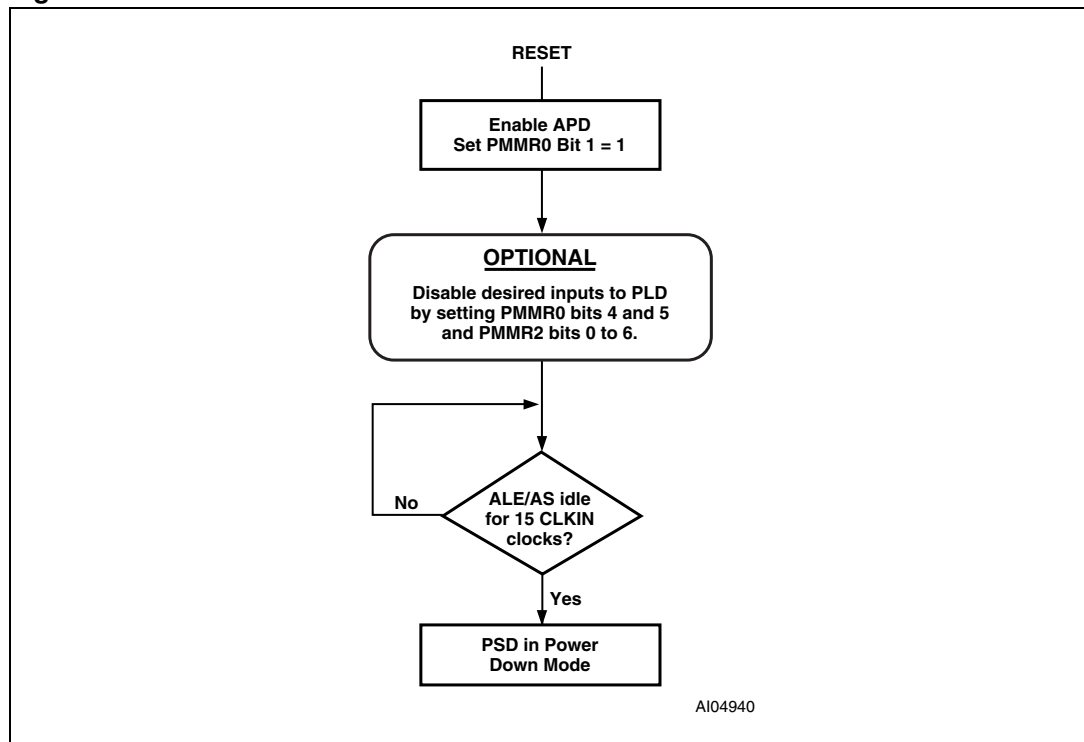 RESET
Enable APD
Set PMMR0 Bit 1 = 1
OPTIONAL
Disable desired inputs to PLD
by setting PMMR0 bits 4 and 5
and PMMR2 bits 0 to 6.
No
ALE/AS idle
for 15 CLKIN
clocks?
Yes
PSD in Power
Down Mode
AI04940